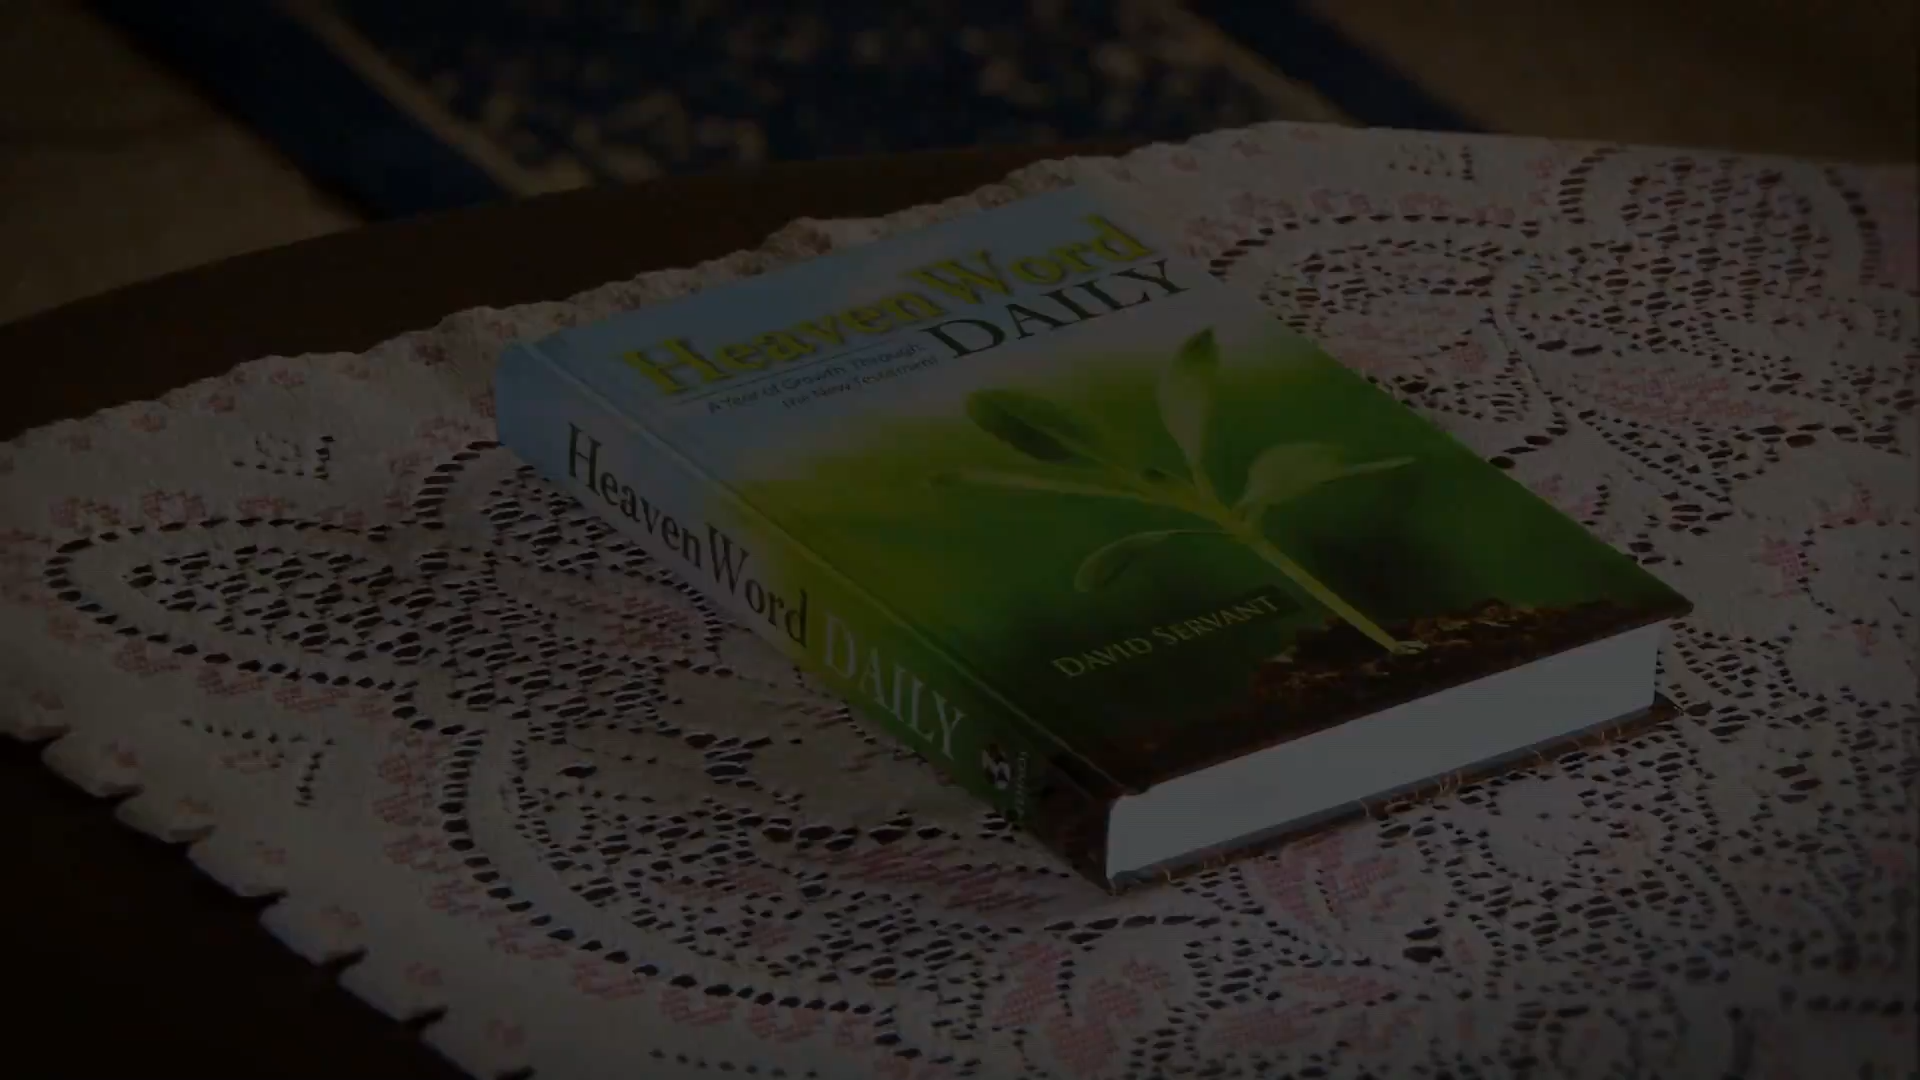 HeavenWord
DAILY
A Year of Growth Through
the New Testament
DAVID SERVANT
HeavenWord DAILY